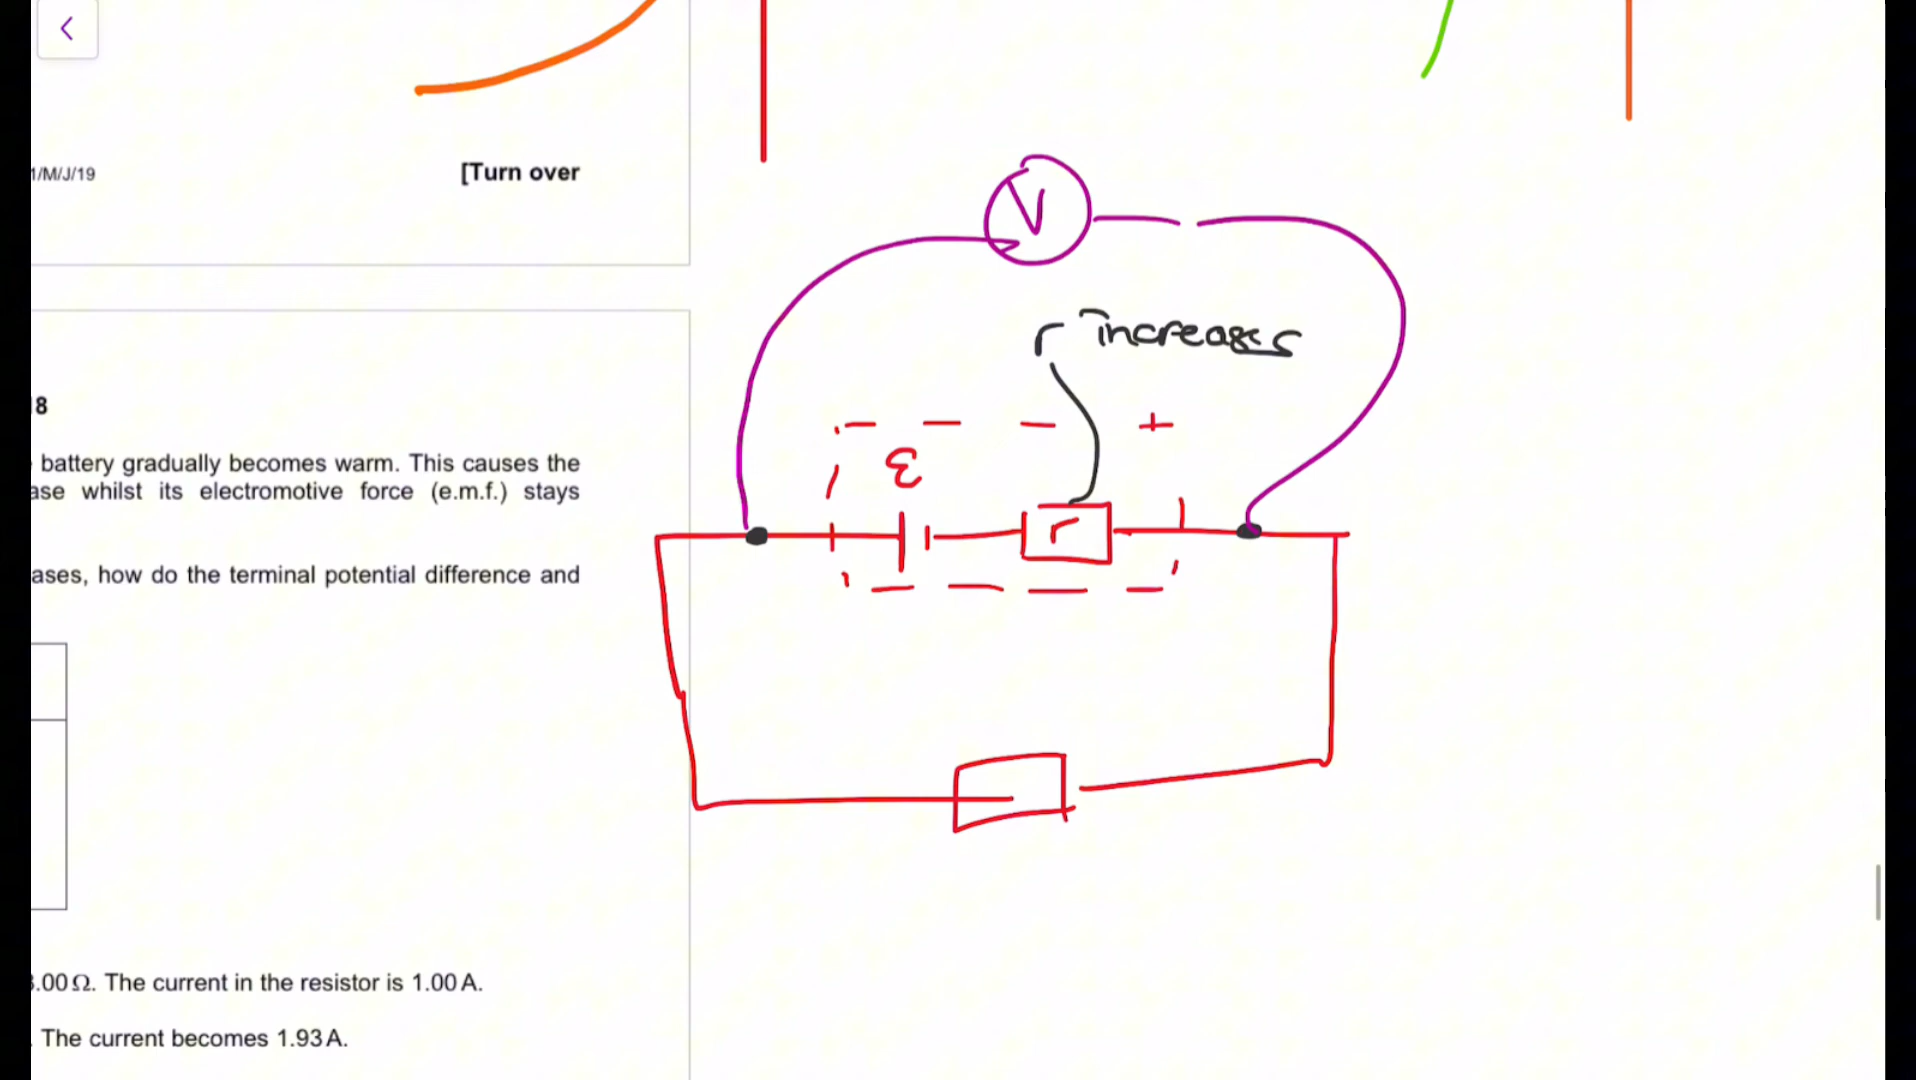 1/M/J/19
[Turn over
V
r increases
8
battery gradually becomes warm. This causes the
ase whilst its electromotive force (e.m.f.) stays
ε
r
ases, how do the terminal potential difference and
.00 Ω. The current in the resistor is 1.00 A.
The current becomes 1.93 A.